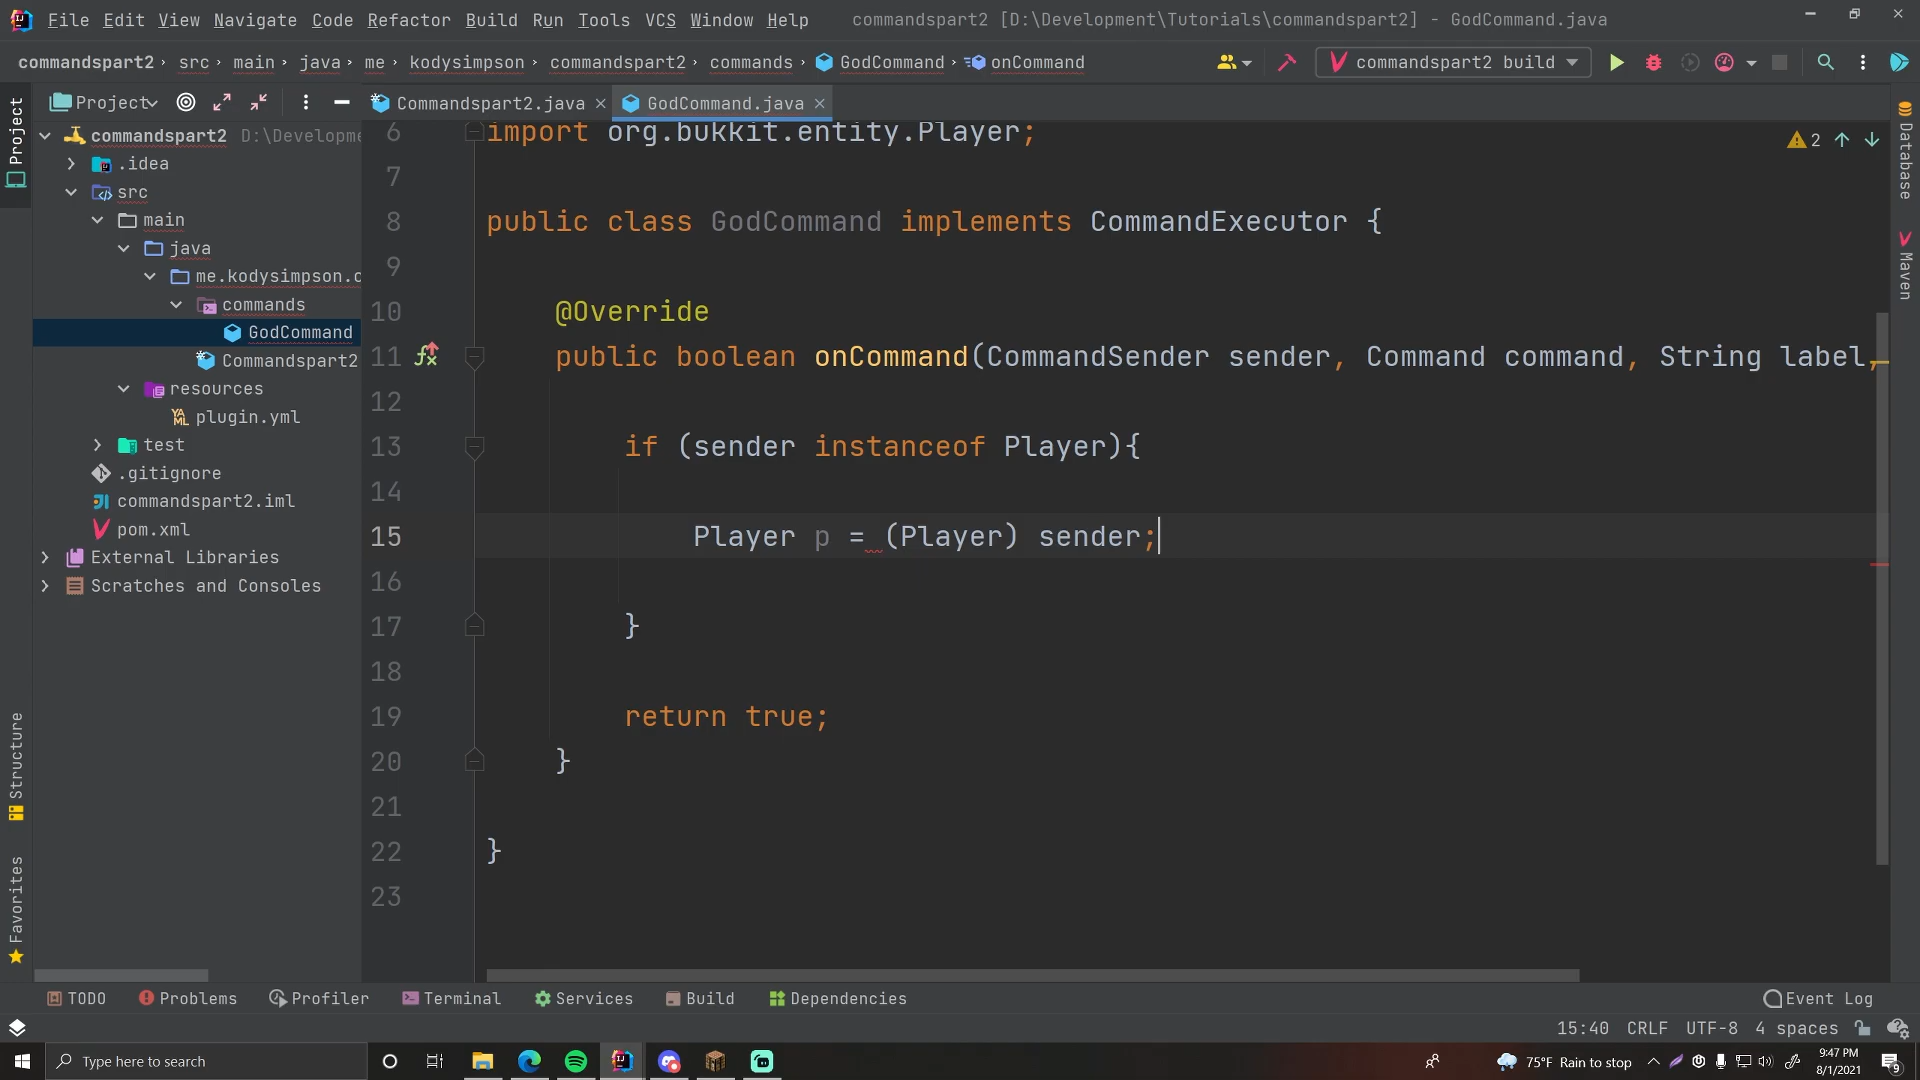 File Edit View Navigate Code Refactor Build Run Tools VCS Window Help commandspart2 [D:\Development\Tutorials\commandspart2] - GodCommand.java
commandspart2 › src › main › java › me › kodysimpson › commandspart2 › commands › GodCommand › onCommand commandspart2 build
Project
Commandspart2.java
GodCommand.java
Project
Structure
Favorites
commandspart2 D:\Developme
.idea
src
main
java
me.kodysimpson.c
commands
GodCommand
Commandspart2
resources
plugin.yml
test
.gitignore
commandspart2.iml
pom.xml
External Libraries
Scratches and Consoles
2
6 import org.bukkit.entity.Player;
7
8 public class GodCommand implements CommandExecutor {
9
10 @Override
11 public boolean onCommand(CommandSender sender, Command command, String label,
12
13 if (sender instanceof Player){
14
15 Player p = (Player) sender;
16
17 }
18
19 return true;
20 }
21
22 }
23
Database
Maven
TODO Problems Profiler Terminal Services Build Dependencies Event Log
15:40 CRLF UTF-8 4 spaces
Type here to search
75°F Rain to stop
9:47 PM
8/1/2021
9